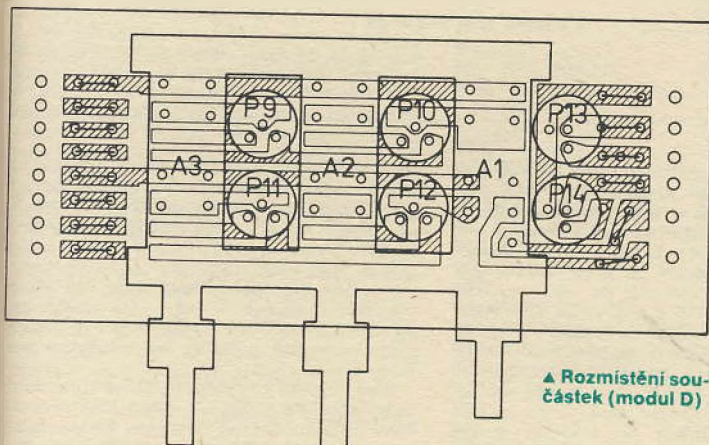 P9
P10
P13
A3
A2
A1
P11
P12
P14
▲ Rozmístění sou-
částek (modul D)